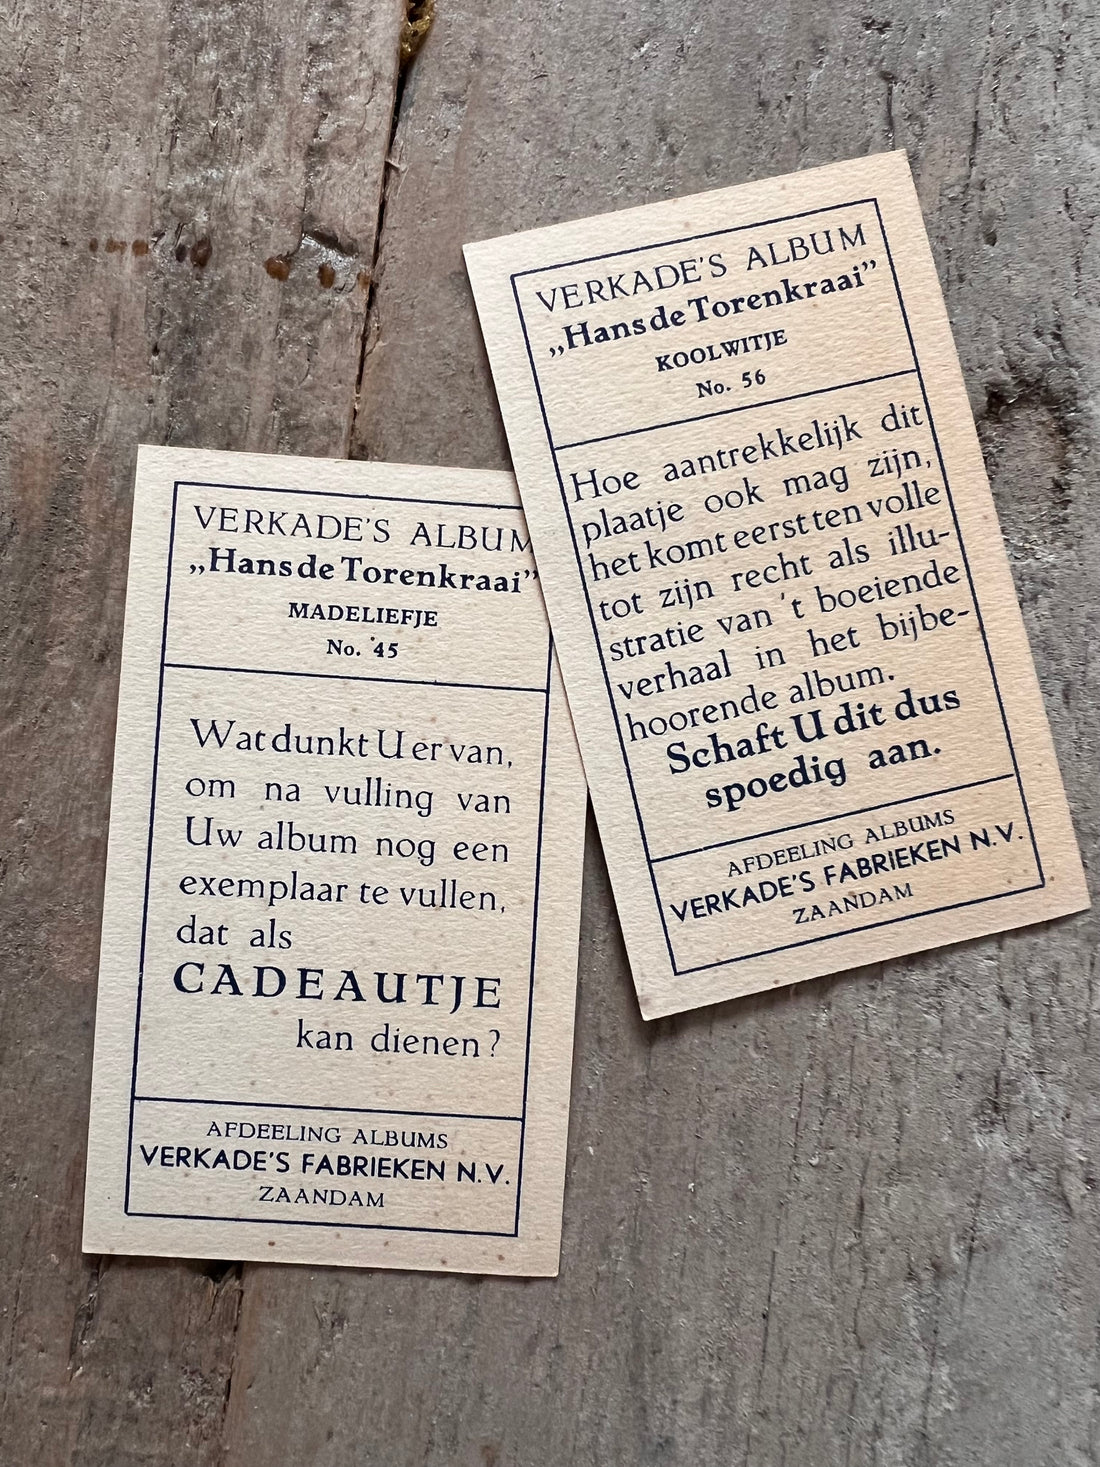 VERKADE'S ALBUM
„Hans de Torenkraai”
MADELIEFJE
No. 45
Wat dunkt U er van,
om na vulling van
Uw album nog een
exemplaar te vullen,
dat als
CADEAUTJE
kan dienen?
AFDEELING ALBUMS
VERKADE'S FABRIEKEN N.V.
ZAANDAM
VERKADE'S ALBUM
„Hans de Torenkraai”
KOOLWITJE
No. 56
Hoe aantrekkelijk dit
plaatje ook mag zijn,
het komt eerst ten volle
tot zijn recht als illu-
stratie van 't boeiende
verhaal in het bijbe-
hoorende album.
Schaft U dit dus
spoedig aan.
AFDEELING ALBUMS
VERKADE'S FABRIEKEN N.V.
ZAANDAM